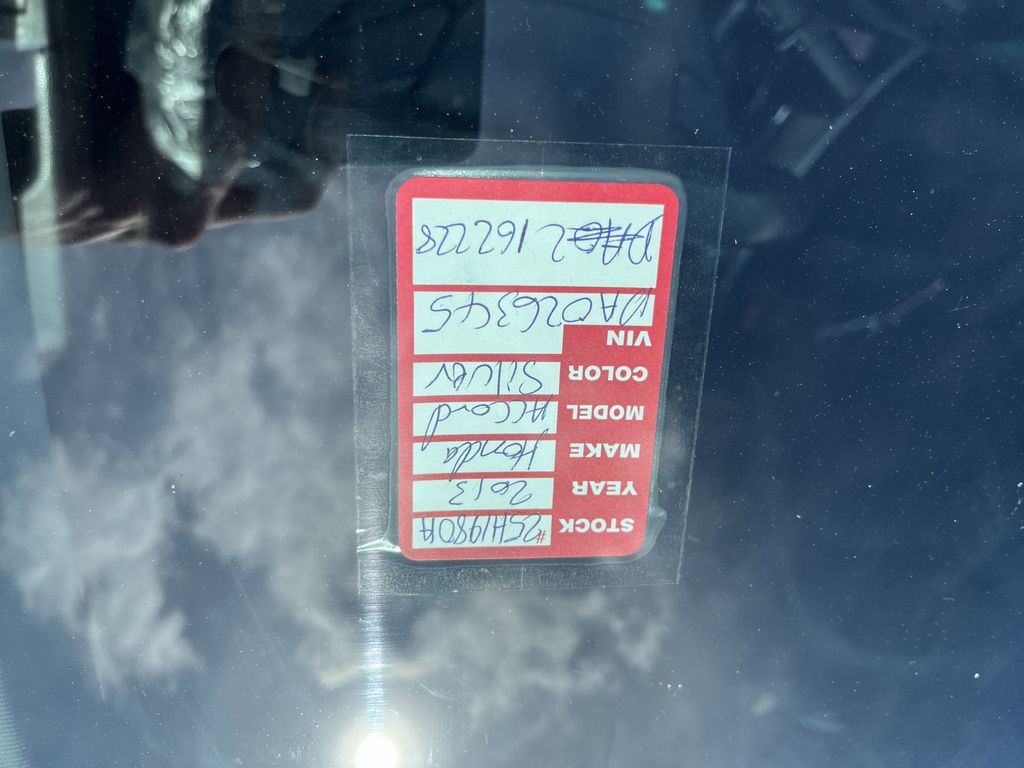 STOCK #25H1980A
YEAR 2013
MAKE Honda
MODEL Accord
COLOR Silver
VIN
DA026345
162228